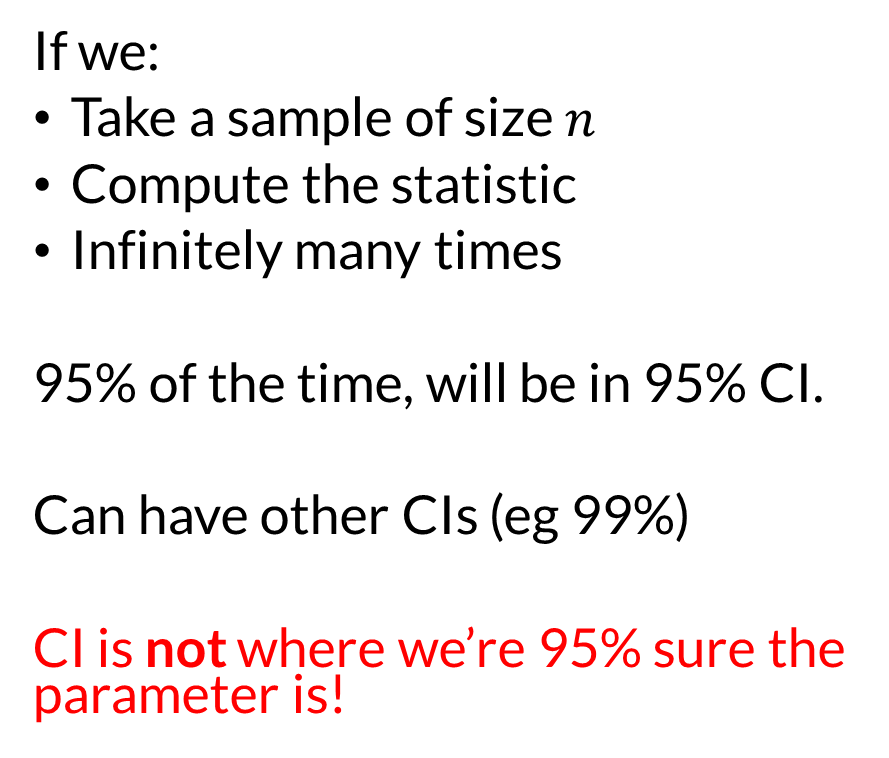 If we:
• Take a sample of size n
• Compute the statistic
• Infinitely many times
95% of the time, will be in 95% CI.
Can have other CIs (eg 99%)
CI is not where we’re 95% sure the
parameter is!